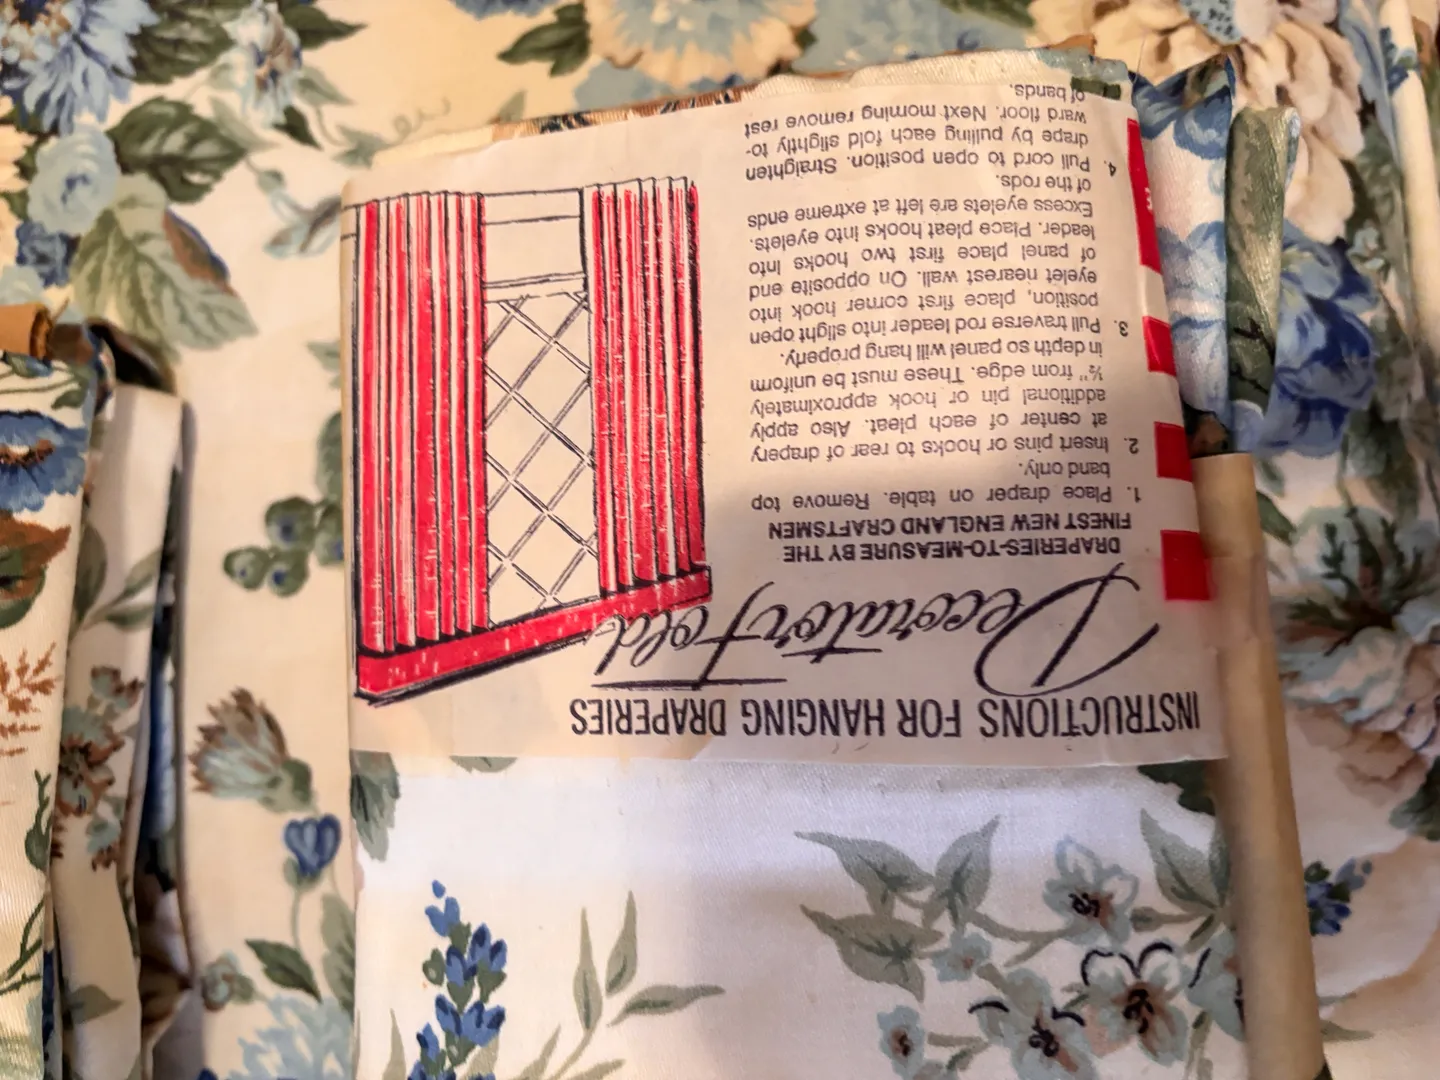 INSTRUCTIONS FOR HANGING DRAPERIES
Decorator Fold
DRAPERIES-TO-MEASURE BY THE
FINEST NEW ENGLAND CRAFTSMEN
1. Place draper on table. Remove top
band only.
2. Insert pins or hooks to rear of drapery
at center of each pleat. Also apply
additional pin or hook approximately
½" from edge. These must be uniform
in depth so panel will hang properly.
3. Pull traverse rod leader into slight open
position, place first corner hook into
eyelet nearest wall. On opposite end
of panel place first two hooks into
leader. Place pleat hooks into eyelets.
Excess eyelets are left at extreme ends
of the rods.
4. Pull cord to open position. Straighten
drape by pulling each fold slightly to-
ward floor. Next morning remove rest
of bands.